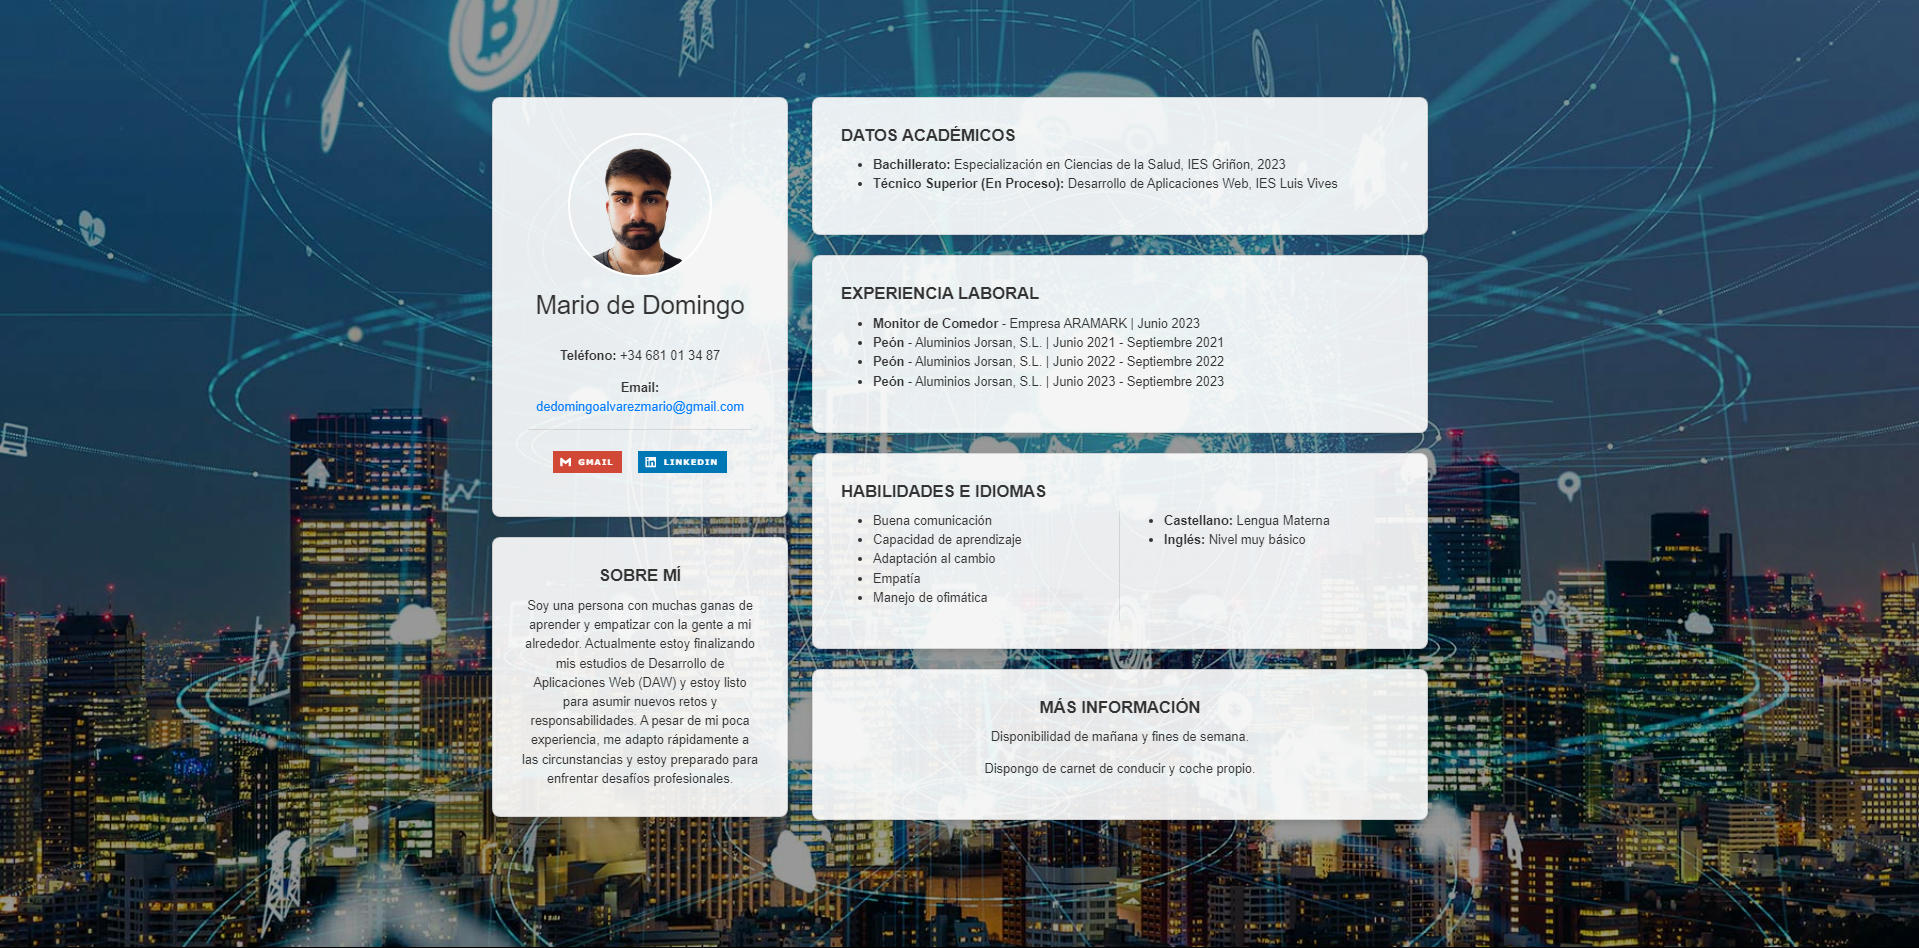 Mario de Domingo
Teléfono: +34 681 01 34 87
Email:
dedomingoalvarezmario@gmail.com
GMAIL
LINKEDIN
SOBRE MÍ
Soy una persona con muchas ganas de
aprender y empatizar con la gente a mi
alrededor. Actualmente estoy finalizando
mis estudios de Desarrollo de
Aplicaciones Web (DAW) y estoy listo
para asumir nuevos retos y
responsabilidades. A pesar de mi poca
experiencia, me adapto rápidamente a
las circunstancias y estoy preparado para
enfrentar desafíos profesionales.
DATOS ACADÉMICOS
Bachillerato: Especialización en Ciencias de la Salud, IES Griñon, 2023
Técnico Superior (En Proceso): Desarrollo de Aplicaciones Web, IES Luis Vives
EXPERIENCIA LABORAL
Monitor de Comedor - Empresa ARAMARK | Junio 2023
Peón - Aluminios Jorsan, S.L. | Junio 2021 - Septiembre 2021
Peón - Aluminios Jorsan, S.L. | Junio 2022 - Septiembre 2022
Peón - Aluminios Jorsan, S.L. | Junio 2023 - Septiembre 2023
HABILIDADES E IDIOMAS
Buena comunicación
Capacidad de aprendizaje
Adaptación al cambio
Empatía
Manejo de ofimática
Castellano: Lengua Materna
Inglés: Nivel muy básico
MÁS INFORMACIÓN
Disponibilidad de mañana y fines de semana.
Dispongo de carnet de conducir y coche propio.